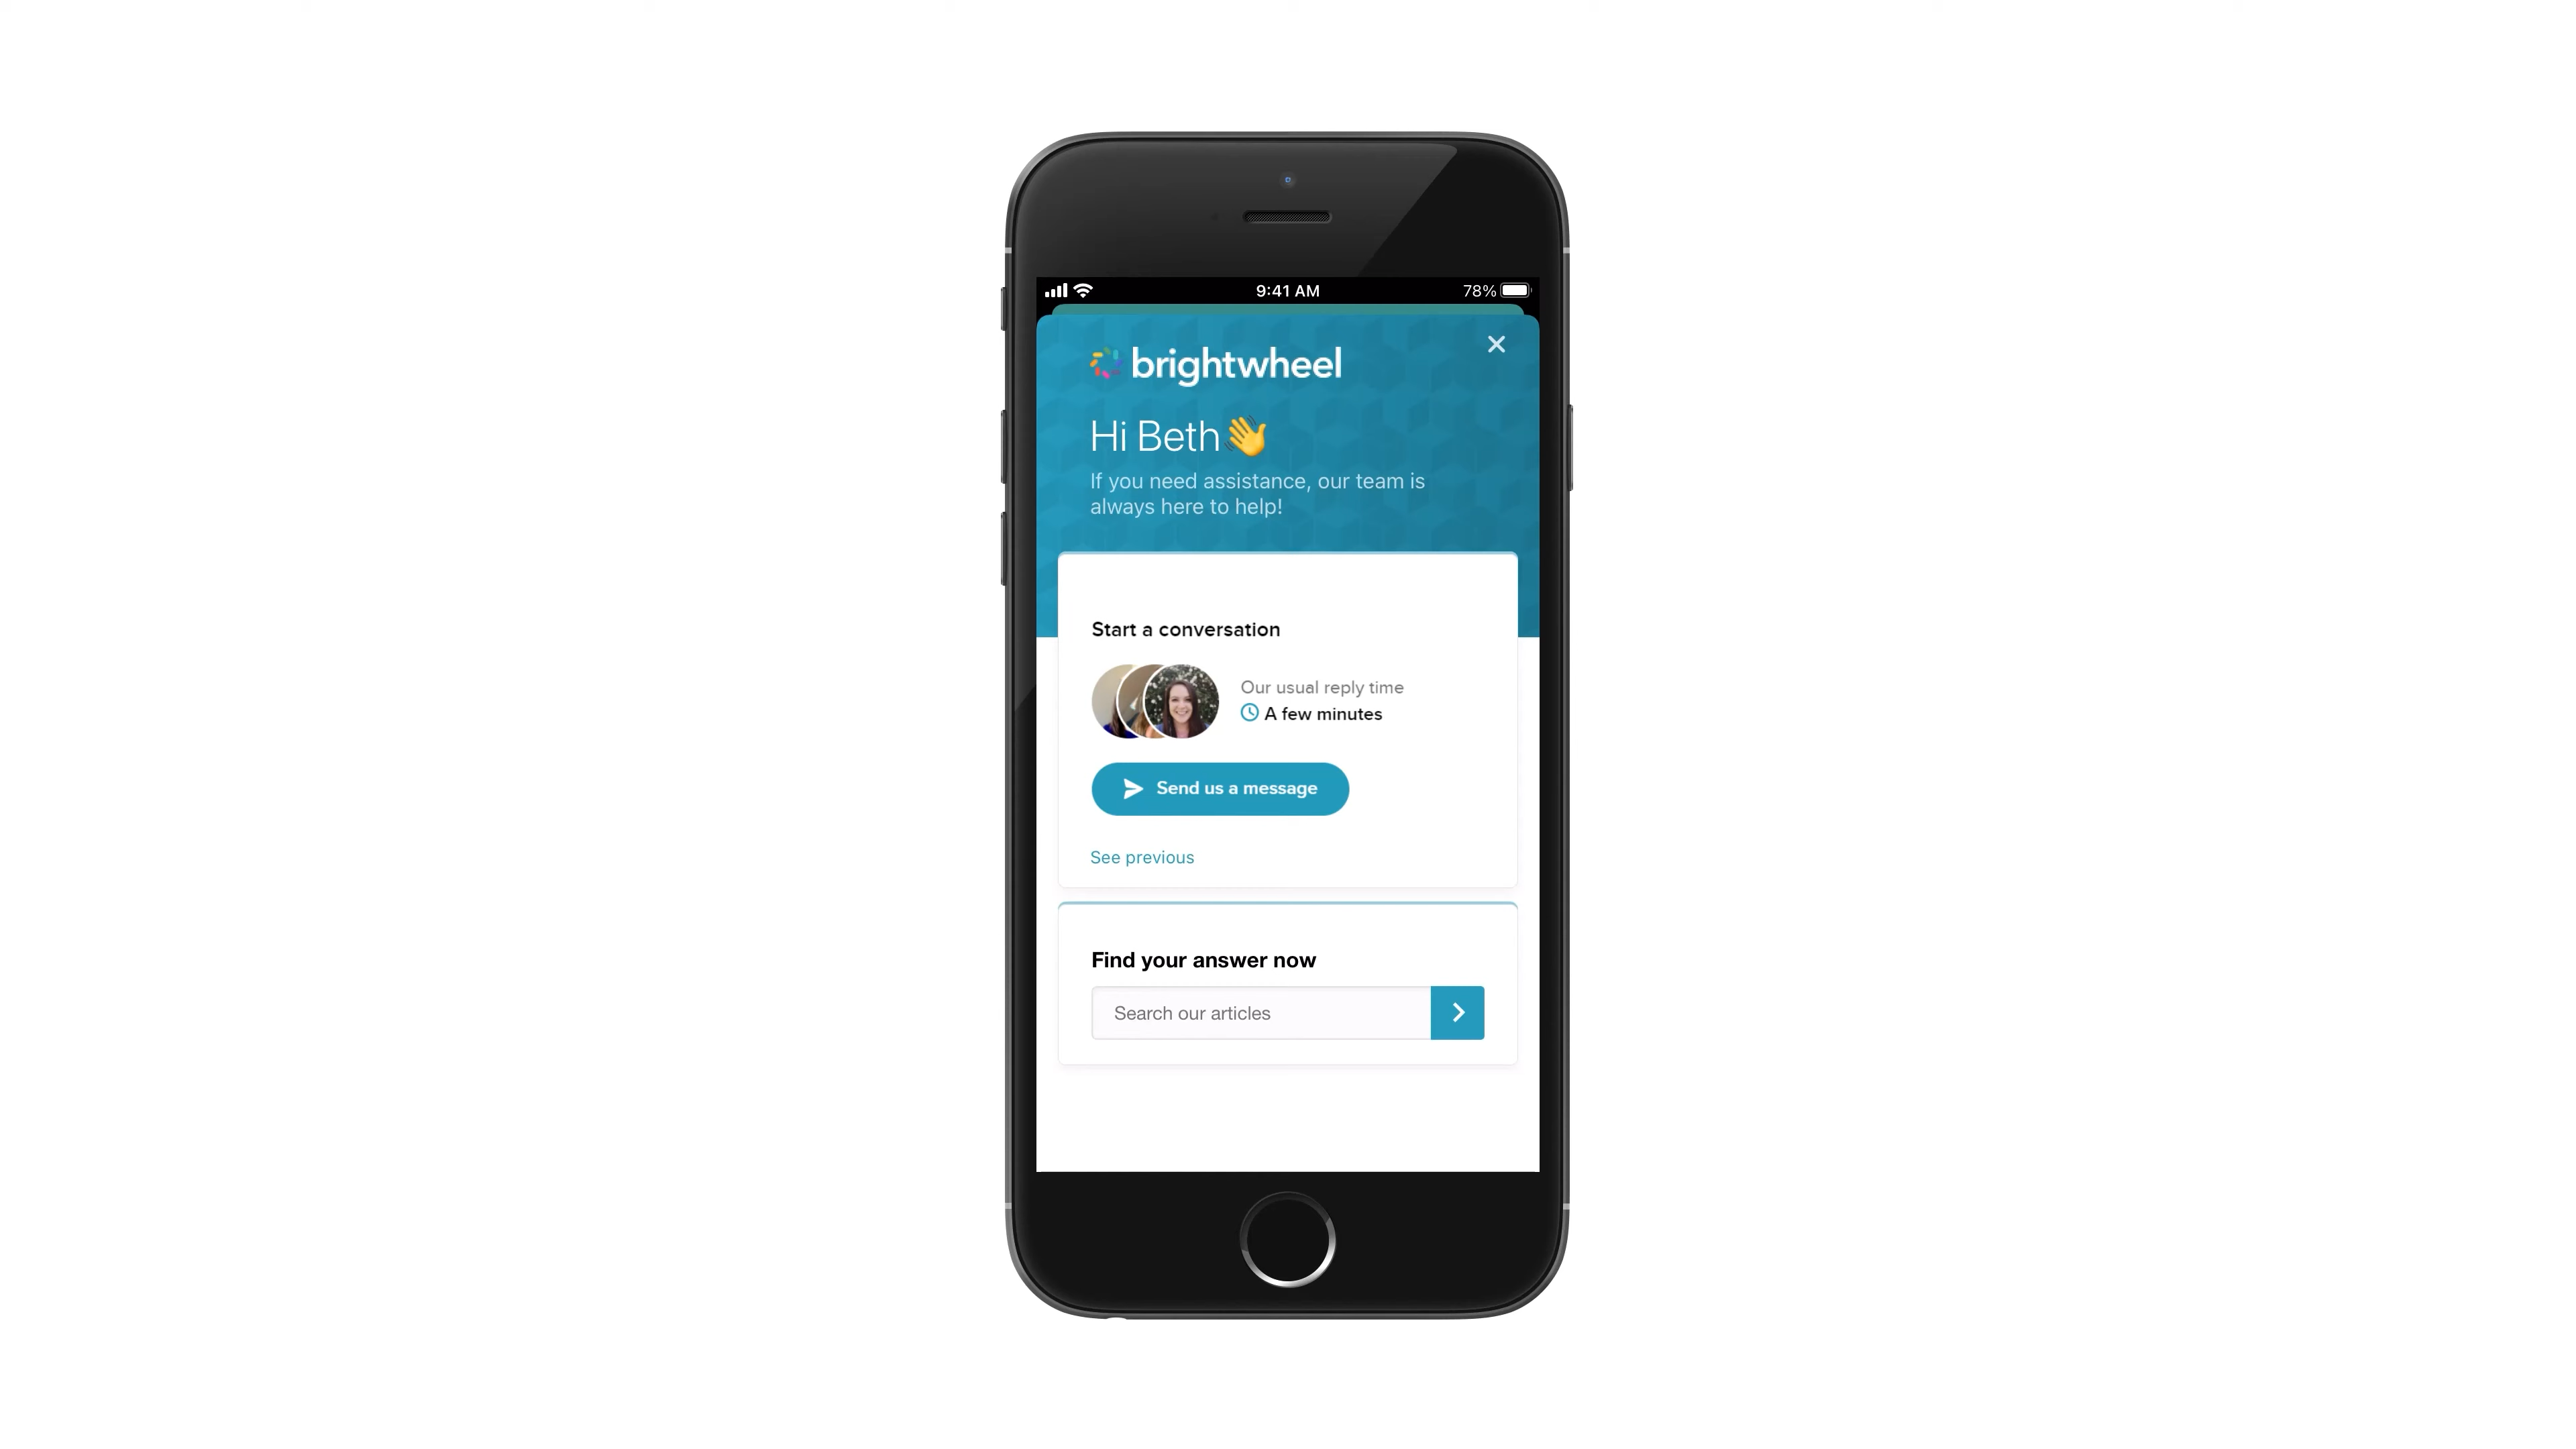 9:41 AM
78%
brightwheel
Hi Beth👋
If you need assistance, our team is
always here to help!
Start a conversation
Our usual reply time
A few minutes
Send us a message
See previous
Find your answer now
Search our articles